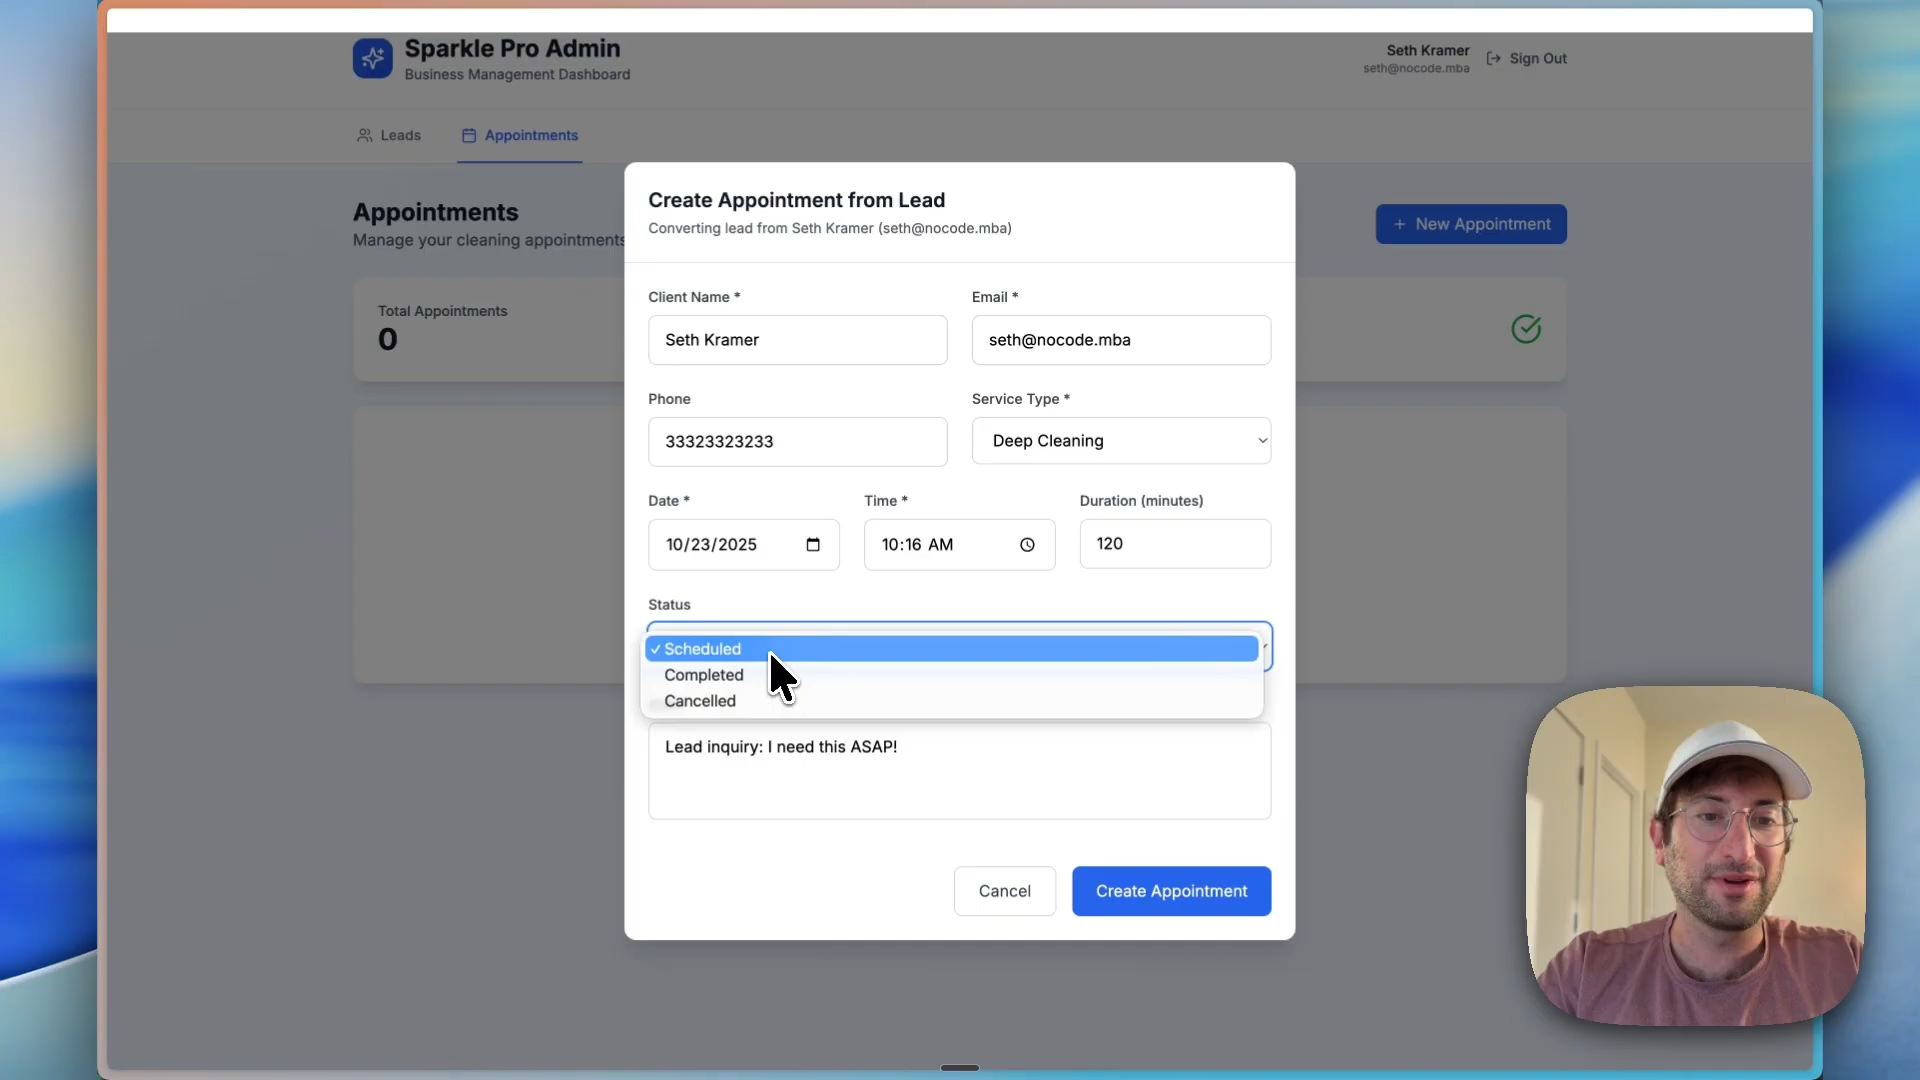 Sparkle Pro Admin
Business Management Dashboard
Seth Kramer
seth@nocode.mba
Sign Out
Leads
Appointments
Appointments
Manage your cleaning appointments
+ New Appointment
Total Appointments
0
Create Appointment from Lead
Converting lead from Seth Kramer (seth@nocode.mba)
Client Name *
Email *
Seth Kramer
seth@nocode.mba
Phone
Service Type *
33323323233
Deep Cleaning
Date *
Time *
Duration (minutes)
10/23/2025
10:16 AM
120
Status
✓ Scheduled
Completed
Cancelled
Lead inquiry: I need this ASAP!
Cancel
Create Appointment